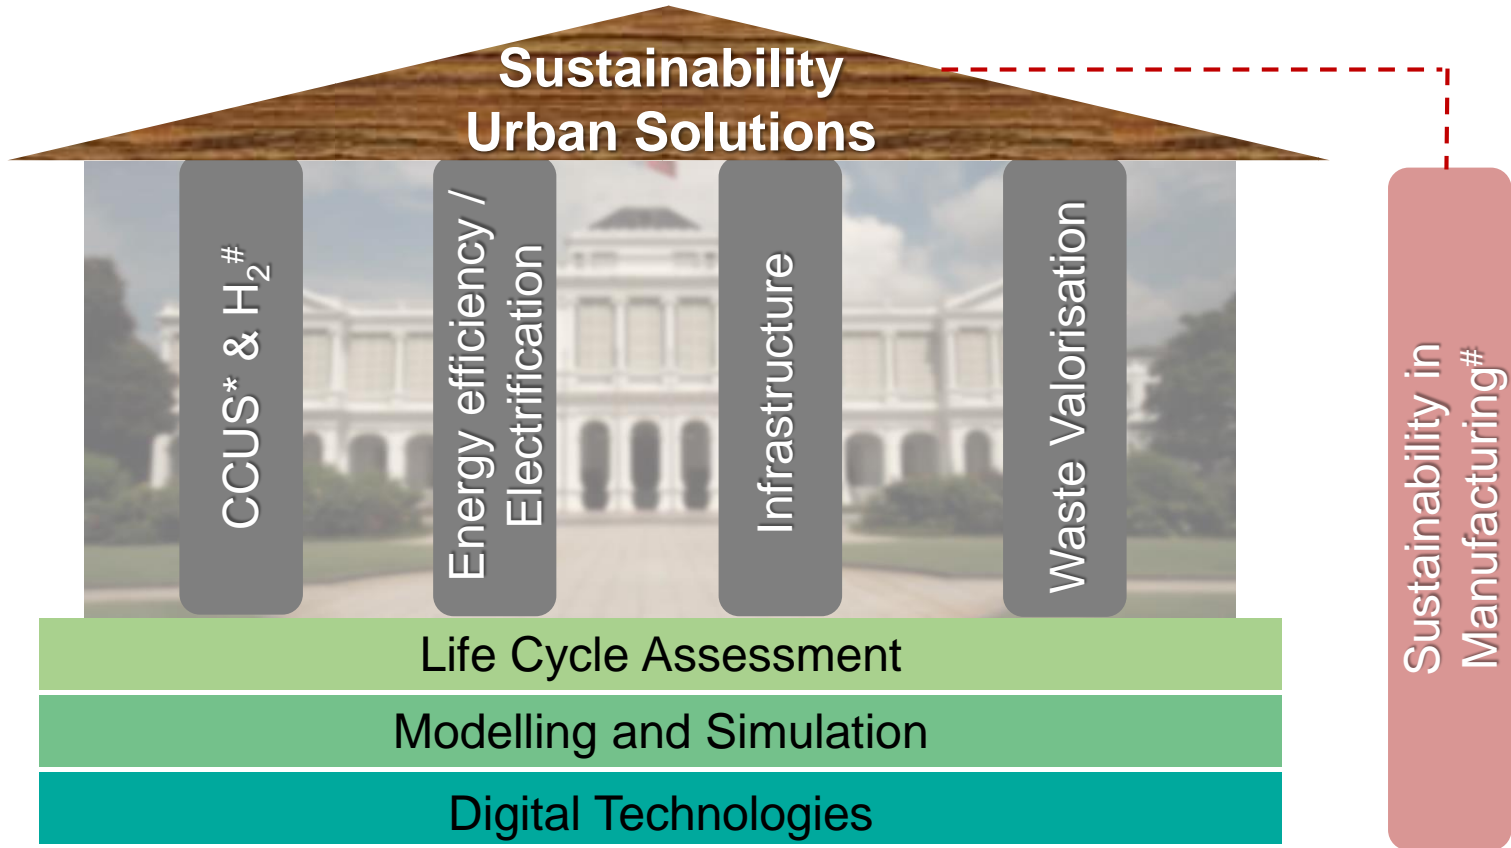 Sustainability
Urban Solutions
CCUS* & H₂#
Energy efficiency /
Electrification
Infrastructure
Waste Valorisation
Sustainability in
Manufacturing#
Life Cycle Assessment
Modelling and Simulation
Digital Technologies